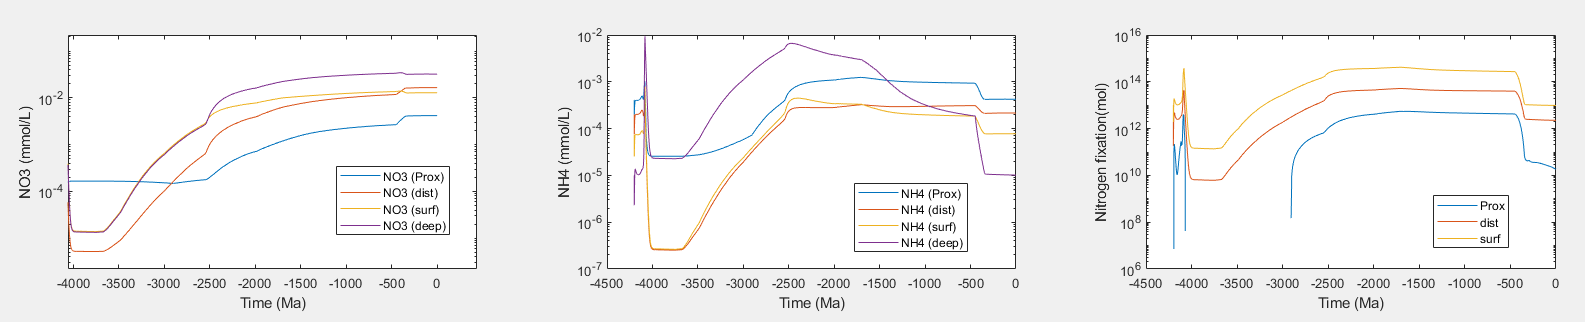 NO3 (mmol/L)
10^-2
10^-4
-4000 -3500 -3000 -2500 -2000 -1500 -1000 -500 0
Time (Ma)
NO3 (Prox)
NO3 (dist)
NO3 (surf)
NO3 (deep)
NH4 (mmol/L)
10^-2
10^-3
10^-4
10^-5
10^-6
10^-7
-4500 -4000 -3500 -3000 -2500 -2000 -1500 -1000 -500 0
Time (Ma)
NH4 (Prox)
NH4 (dist)
NH4 (surf)
NH4 (deep)
Nitrogen fixation(mol)
10^16
10^14
10^12
10^10
10^8
10^6
-4500 -4000 -3500 -3000 -2500 -2000 -1500 -1000 -500 0
Time (Ma)
Prox
dist
surf